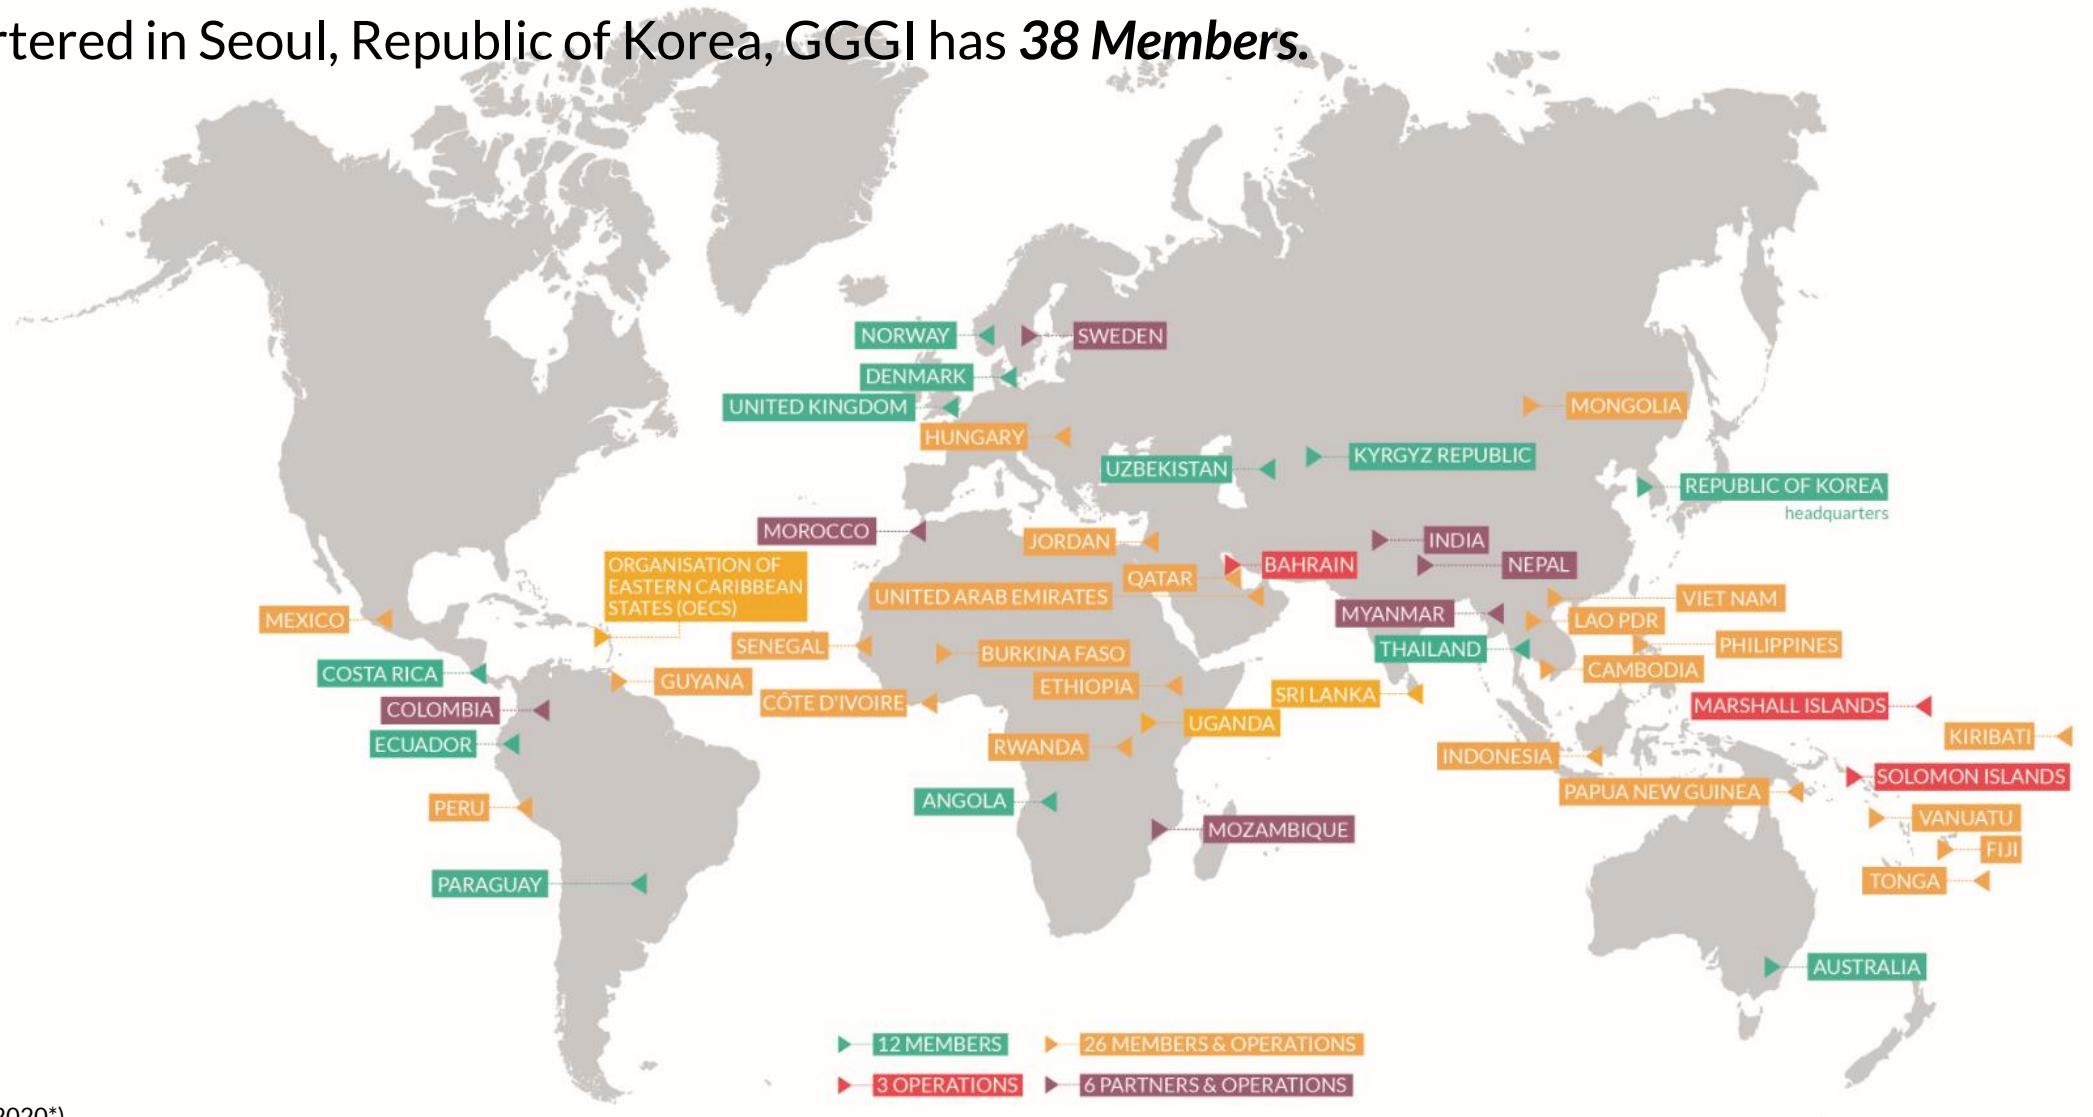 rtered in Seoul, Republic of Korea, GGGI has 38 Members.
NORWAY
SWEDEN
DENMARK
UNITED KINGDOM
MONGOLIA
HUNGARY
KYRGYZ REPUBLIC
UZBEKISTAN
REPUBLIC OF KOREA
headquarters
MOROCCO
JORDAN
INDIA
ORGANISATION OF
EASTERN CARIBBEAN
STATES (OECS)
BAHRAIN
NEPAL
QATAR
UNITED ARAB EMIRATES
VIET NAM
MYANMAR
MEXICO
LAO PDR
SENEGAL
BURKINA FASO
THAILAND
PHILIPPINES
COSTA RICA
GUYANA
ETHIOPIA
CAMBODIA
SRI LANKA
CÔTE D'IVOIRE
COLOMBIA
MARSHALL ISLANDS
UGANDA
KIRIBATI
ECUADOR
RWANDA
INDONESIA
SOLOMON ISLANDS
PAPUA NEW GUINEA
PERU
ANGOLA
VANUATU
MOZAMBIQUE
FIJI
PARAGUAY
TONGA
AUSTRALIA
12 MEMBERS
26 MEMBERS & OPERATIONS
3 OPERATIONS
6 PARTNERS & OPERATIONS
2020*)